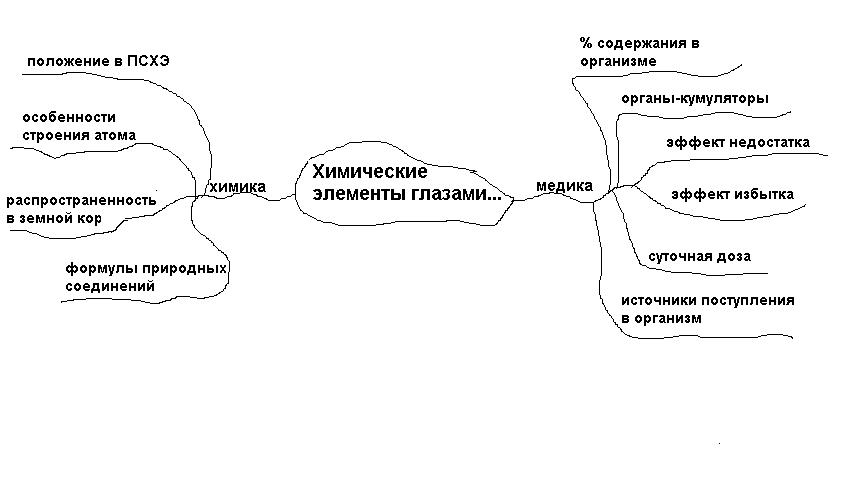 положение в ПСХЭ
особенности
строения атома
распространенность
в земной кор
формулы природных
соединений
химика
Химические
элементы глазами...
медика
% содержания в
организме
органы-кумуляторы
эффект недостатка
эффект избытка
суточная доза
источники поступления
в организм